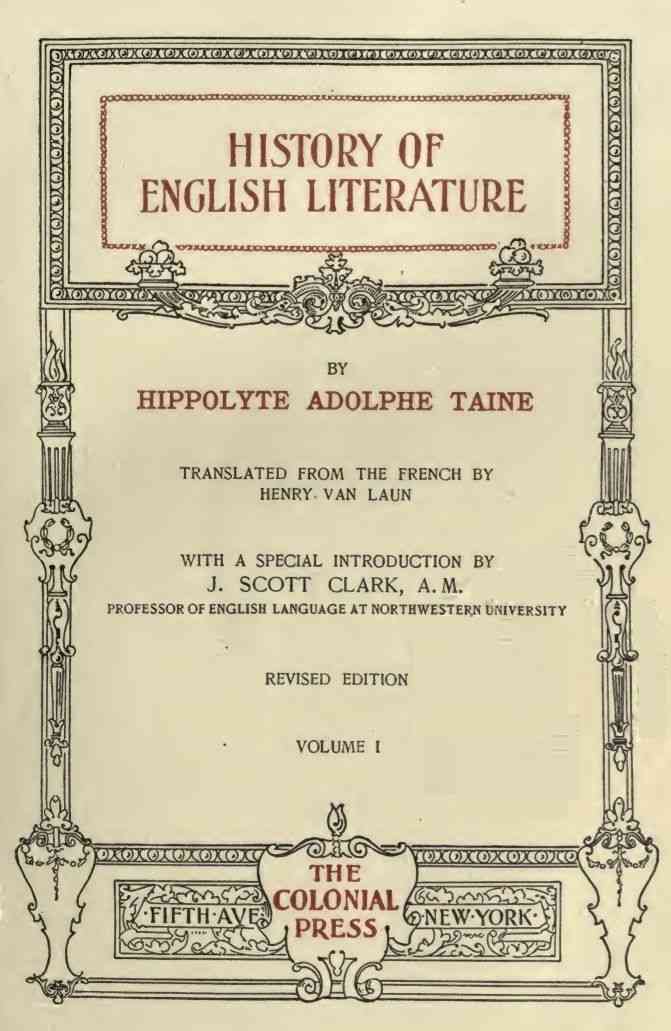 HISTORY OF
ENGLISH LITERATURE
BY
HIPPOLYTE ADOLPHE TAINE
TRANSLATED FROM THE FRENCH BY
HENRY VAN LAUN
WITH A SPECIAL INTRODUCTION BY
J. SCOTT CLARK, A.M.
PROFESSOR OF ENGLISH LANGUAGE AT NORTHWESTERN UNIVERSITY
REVISED EDITION
VOLUME I
THE
COLONIAL
PRESS
·FIFTH·AVE·
·NEW·YORK·